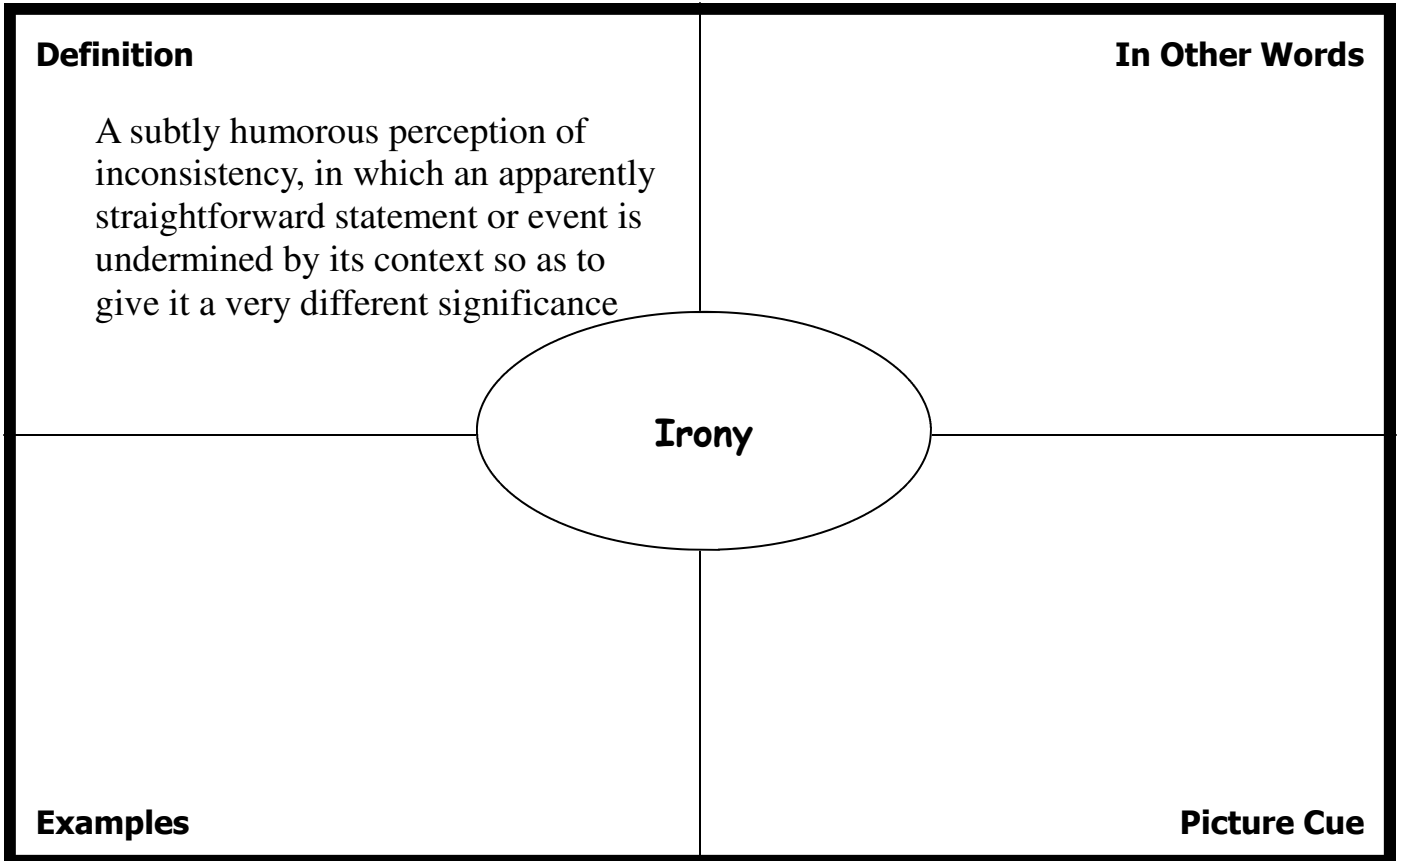 Definition
In Other Words
A subtly humorous perception of
inconsistency, in which an apparently
straightforward statement or event is
undermined by its context so as to
give it a very different significance
Irony
Examples
Picture Cue